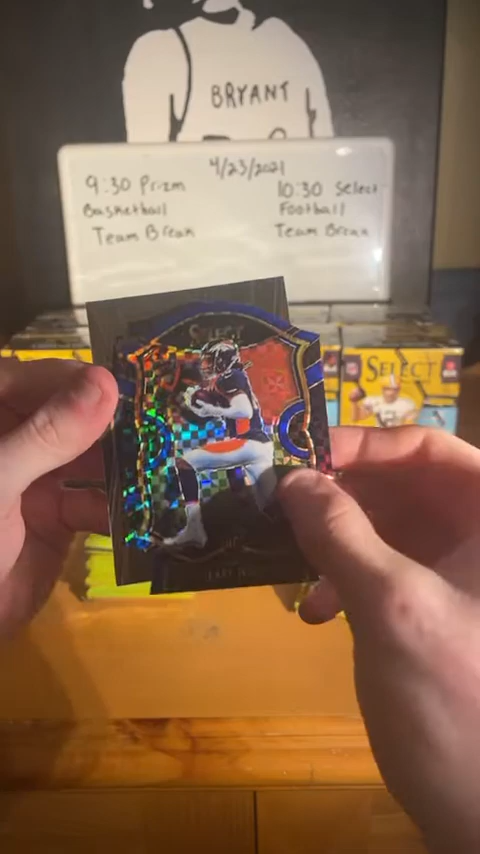 BRYANT
4/23/2021
9:30 Prizm
Basketball
Team Break
10:30 Select
Football
Team Break
SELECT
SELECT